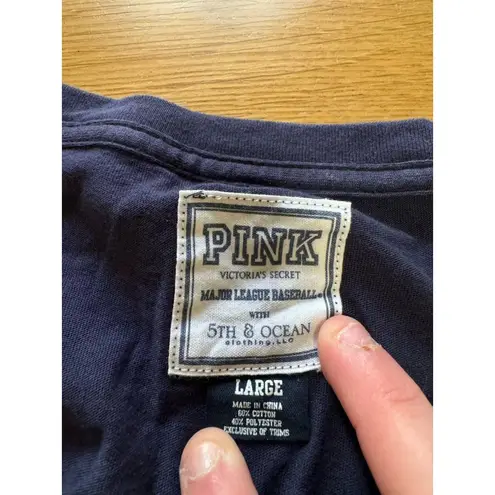 PINK
VICTORIA'S SECRET
MAJOR LEAGUE BASEBALL®
WITH
5TH & OCEAN
clothing, LLC
LARGE
MADE IN CHINA
60% COTTON
40% POLYESTER
EXCLUSIVE OF TRIMS